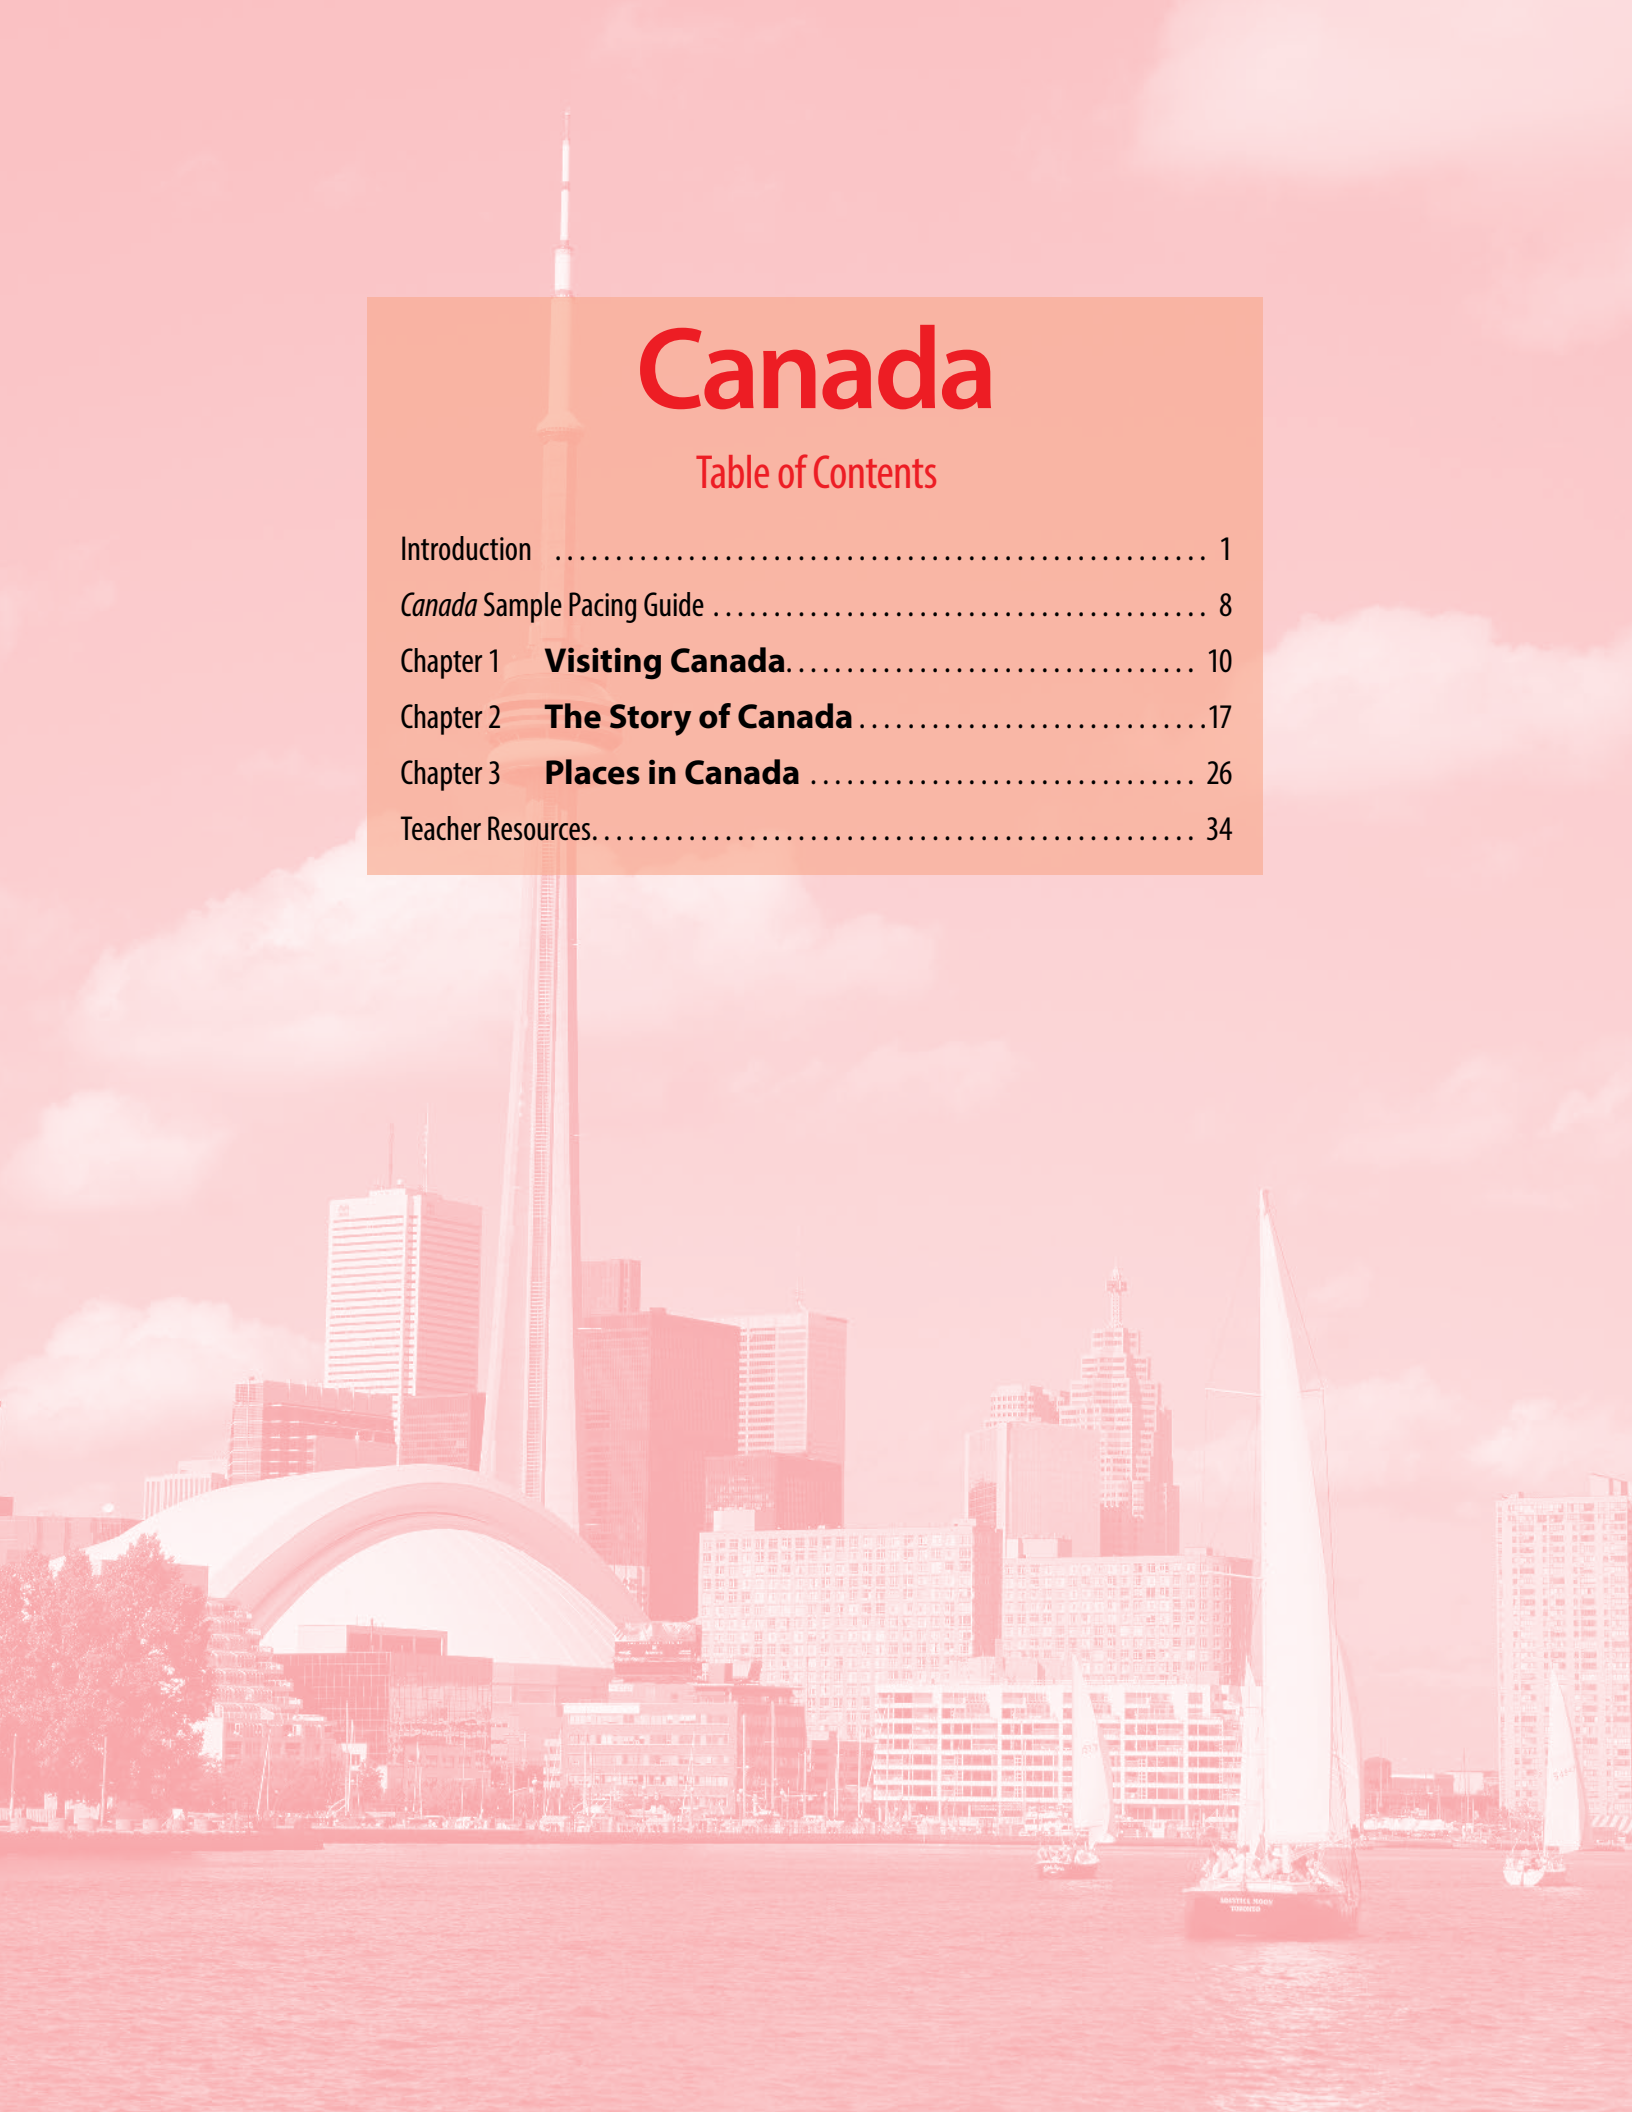 Canada
Table of Contents
Introduction . . . . . . . . . . . . . . . . . . . . . . . . . . . . . . . . . . . . . . . . . . . . . . . . . . . . . . 1
Canada Sample Pacing Guide . . . . . . . . . . . . . . . . . . . . . . . . . . . . . . . . . . . . . . . . . 8
Chapter 1 Visiting Canada. . . . . . . . . . . . . . . . . . . . . . . . . . . . . . . . . . 10
Chapter 2 The Story of Canada . . . . . . . . . . . . . . . . . . . . . . . . . . . . .17
Chapter 3 Places in Canada . . . . . . . . . . . . . . . . . . . . . . . . . . . . . . . . 26
Teacher Resources. . . . . . . . . . . . . . . . . . . . . . . . . . . . . . . . . . . . . . . . . . . . . . . . . . 34
TORONTO